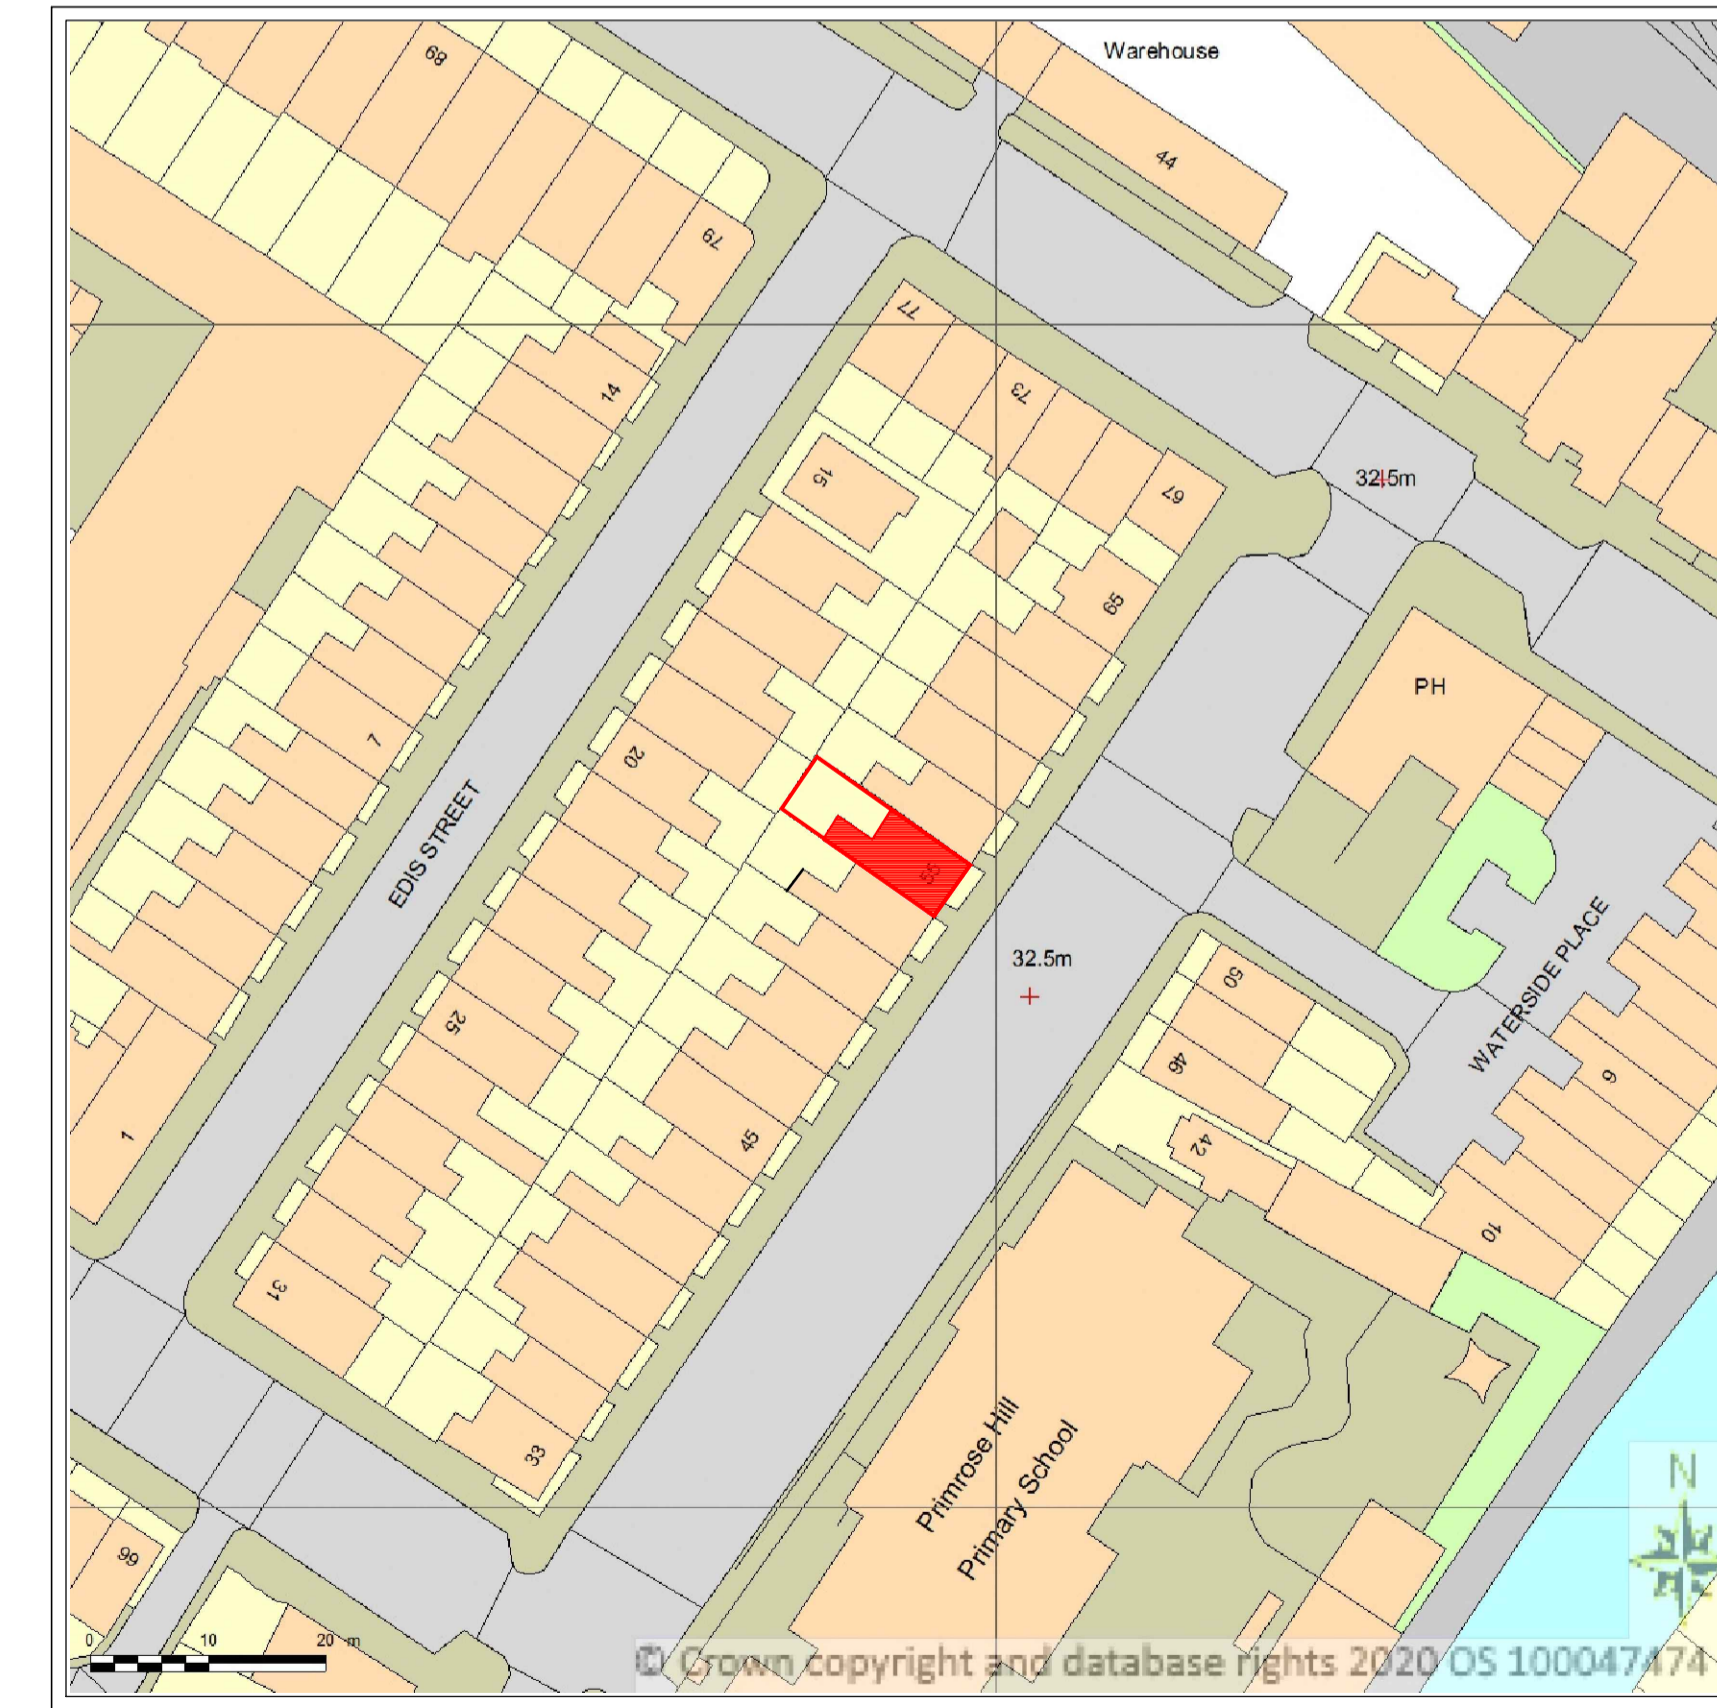 Warehouse
68
44
79
77
14
73
15
67
32.5m
65
PH
7
20
EDIS STREET
55
32.5m
50
WATERSIDE PLACE
25
46
6
1
45
42
10
31
Primrose Hill
Primary School
33
N
66
0 10 20 m
© Crown copyright and database rights 2020 OS 100047474